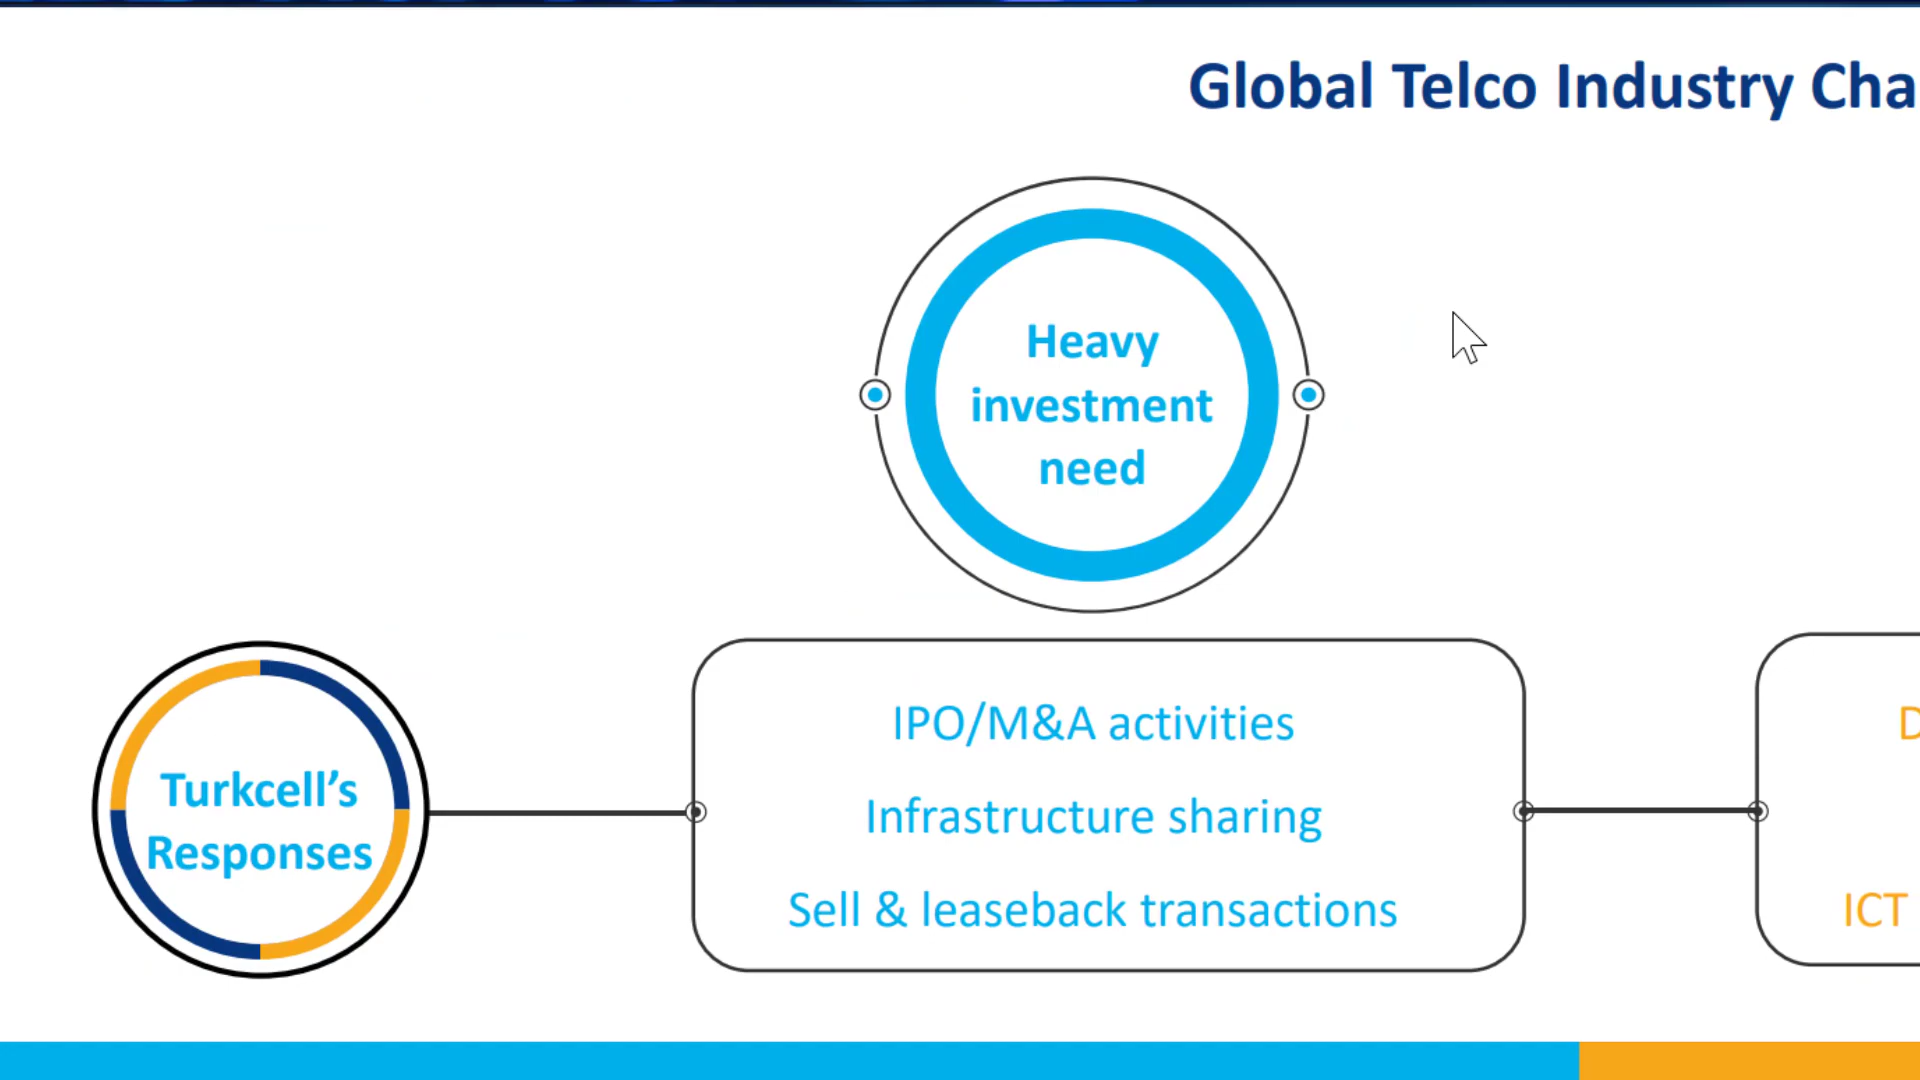 Global Telco Industry Cha
Heavy
investment
need
Turkcell’s
Responses
IPO/M&A activities
Infrastructure sharing
Sell & leaseback transactions
D
ICT